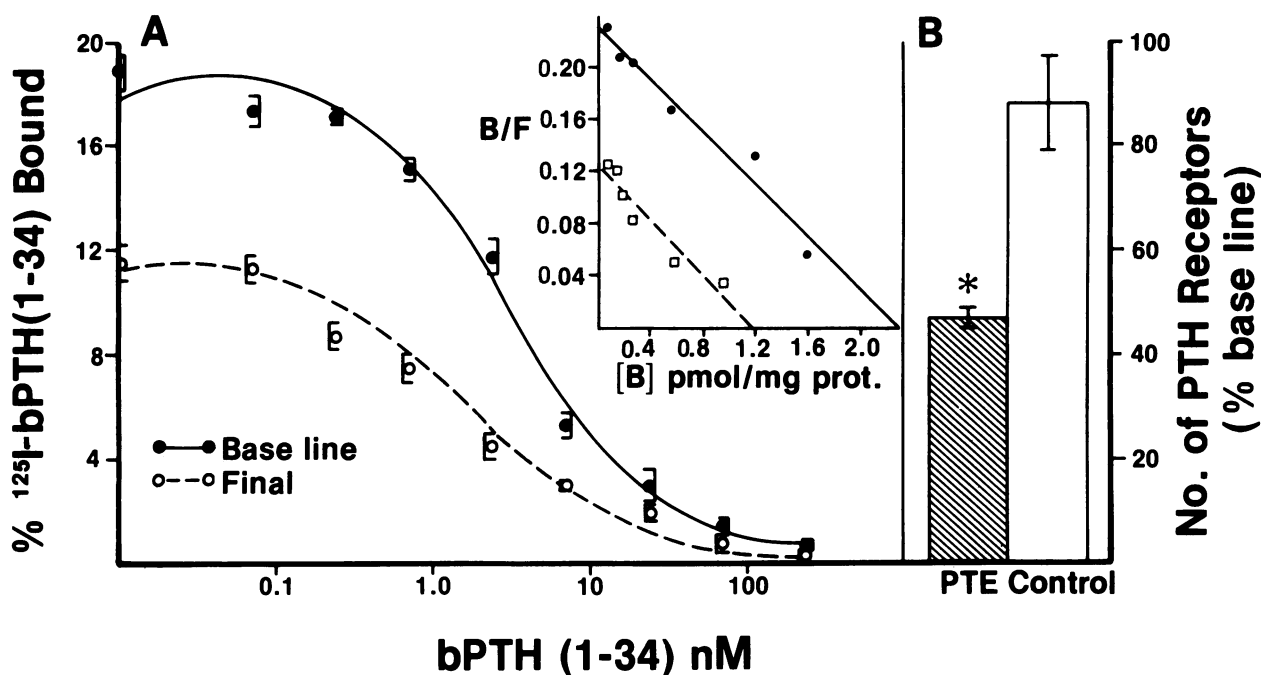 A
B
% ¹²⁵I-bPTH(1-34) Bound
20
16
12
8
4
Base line
Final
0.1
1.0
10
100
bPTH (1-34) nM
B/F
0.20
0.16
0.12
0.08
0.04
0.4
0.8
1.2
1.6
2.0
[B] pmol/mg prot.
*
PTE Control
100
80
60
40
20
No. of PTH Receptors
(% base line)